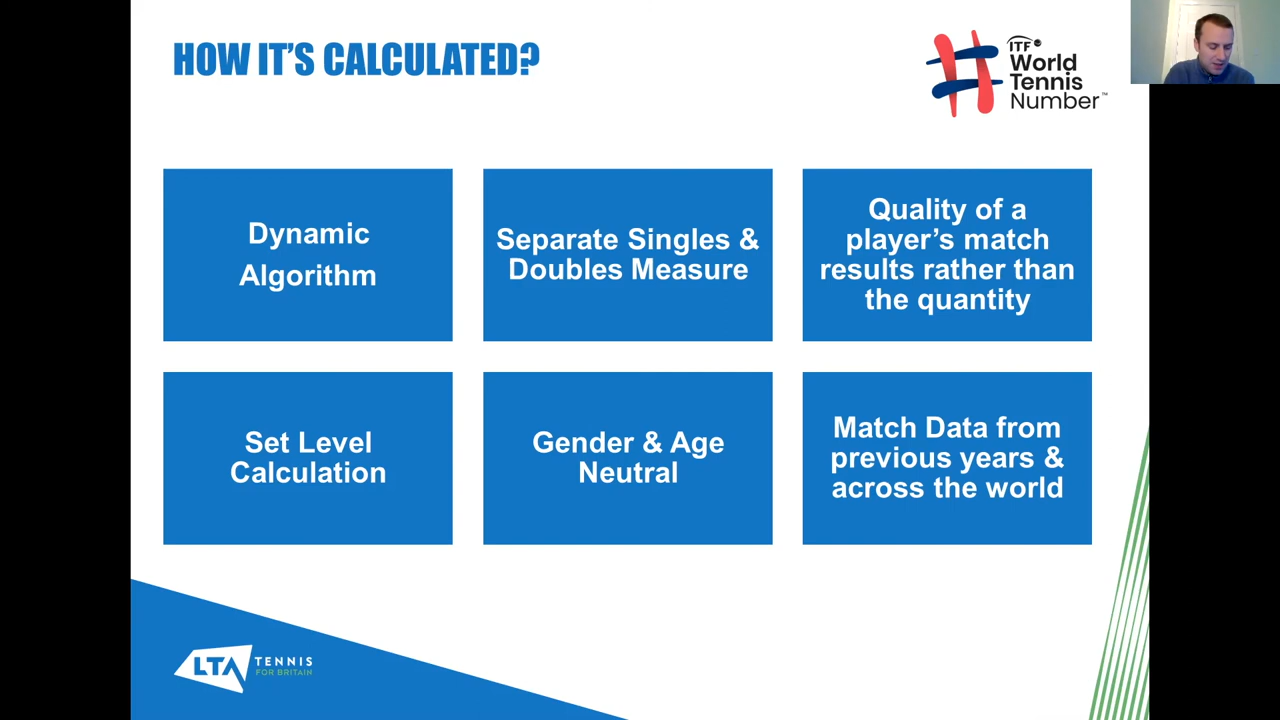 HOW IT'S CALCULATED?
ITF
World
Tennis
Number™
Dynamic
Algorithm
Separate Singles &
Doubles Measure
Quality of a
player's match
results rather than
the quantity
Set Level
Calculation
Gender & Age
Neutral
Match Data from
previous years &
across the world
LTA
TENNIS
FOR BRITAIN